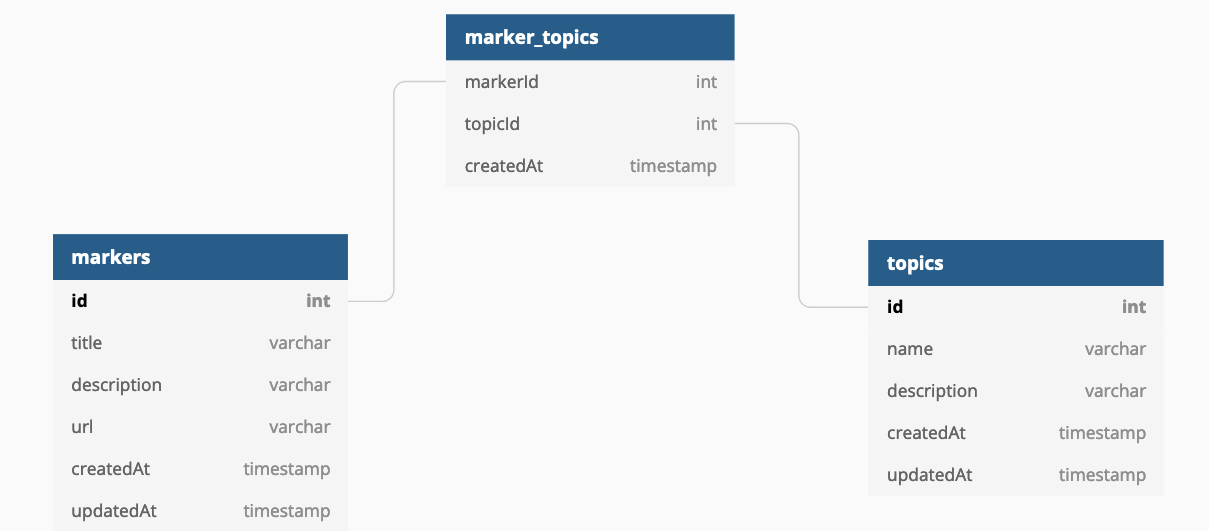 marker_topics
markerId int
topicId int
createdAt timestamp
markers
id int
title varchar
description varchar
url varchar
createdAt timestamp
updatedAt timestamp
topics
id int
name varchar
description varchar
createdAt timestamp
updatedAt timestamp